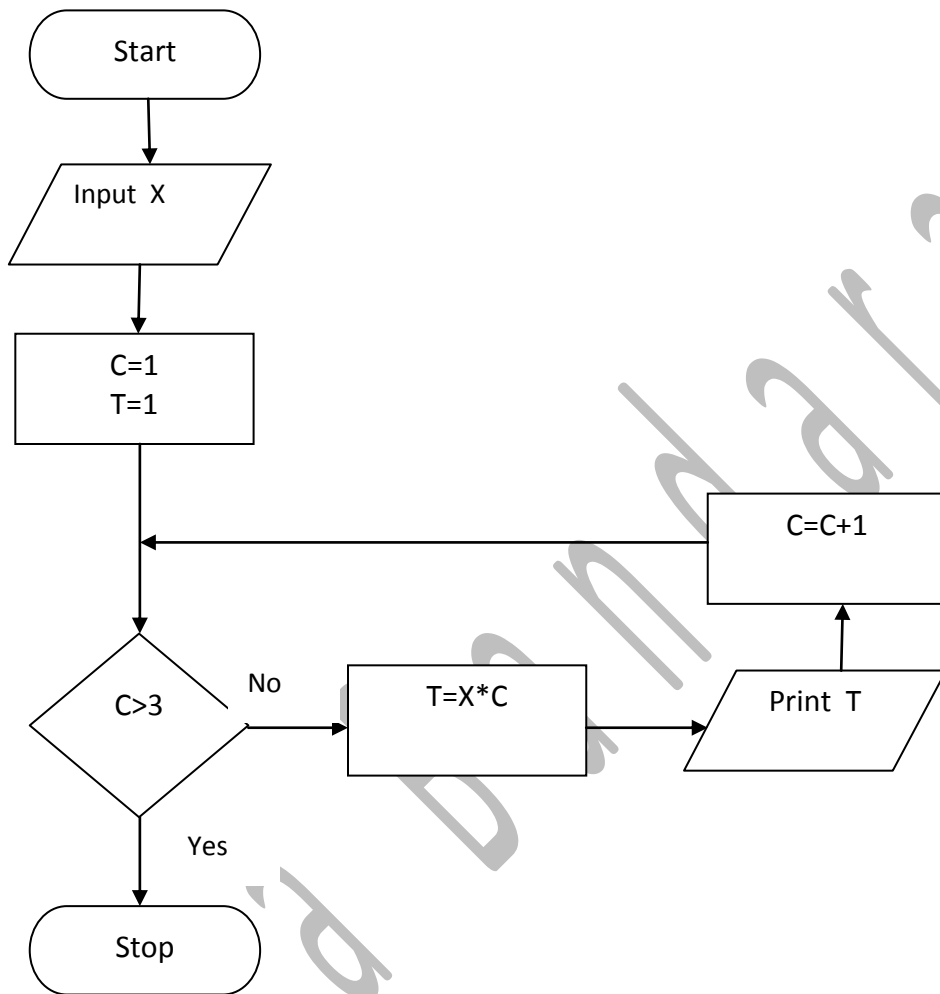 Start
Input X
C=1
T=1
C=C+1
C>3
No
T=X*C
Print T
Yes
Stop